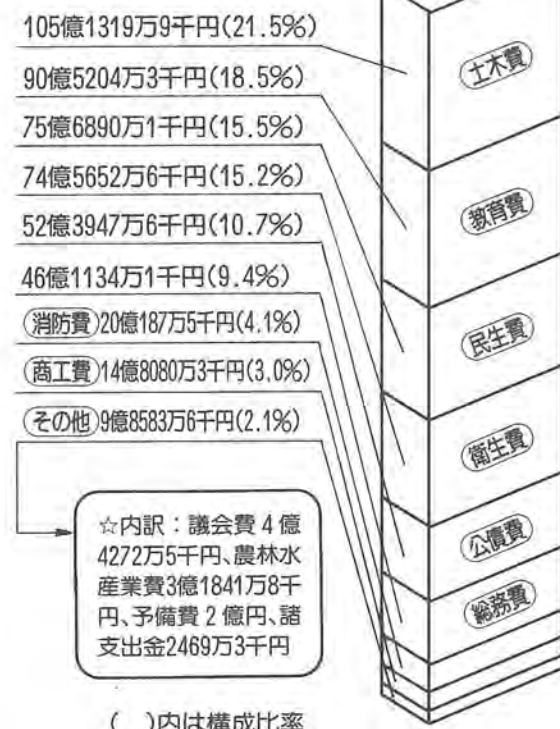 105億1319万9千円(21.5%)
90億5204万3千円(18.5%)
75億6890万1千円(15.5%)
74億5652万6千円(15.2%)
52億3947万6千円(10.7%)
46億1134万1千円(9.4%)
消防費20億187万5千円(4.1%)
商工費14億8080万3千円(3.0%)
その他9億8583万6千円(2.1%)
☆内訳：議会費4億
4272万5千円、農林水
産業費3億1841万8千
円、予備費2億円、諸
支出金2469万3千円
(　)内は構成比率
土木費
教育費
民生費
衛生費
公債費
総務費